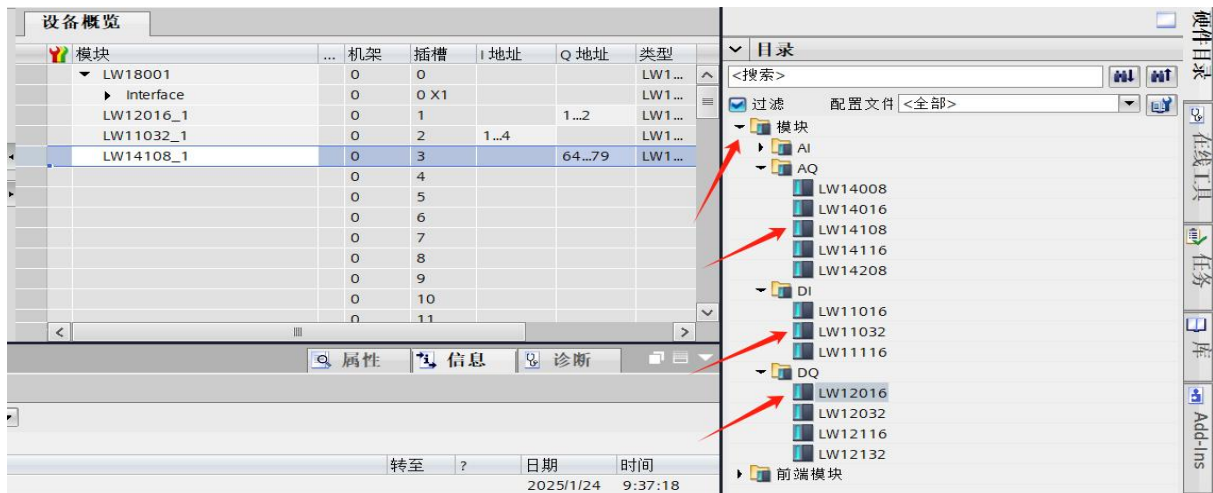 设备概览
模块 ... 机架 插槽 I 地址 Q 地址 类型
LW18001 0 0 LW1...
Interface 0 0 X1 LW1...
LW12016_1 0 1 1...2 LW1...
LW11032_1 0 2 1...4 LW1...
LW14108_1 0 3 64...79 LW1...
0 4
0 5
0 6
0 7
0 8
0 9
0 10
0 11
属性 信息 诊断
转至 ? 日期 时间
2025/1/24 9:37:18
目录
<搜索>
过滤 配置文件 <全部>
模块
AI
AQ
LW14008
LW14016
LW14108
LW14116
LW14208
DI
LW11016
LW11032
LW11116
DQ
LW12016
LW12032
LW12116
LW12132
前端模块
硬件目录
在线工具
任务
库
Add-Ins